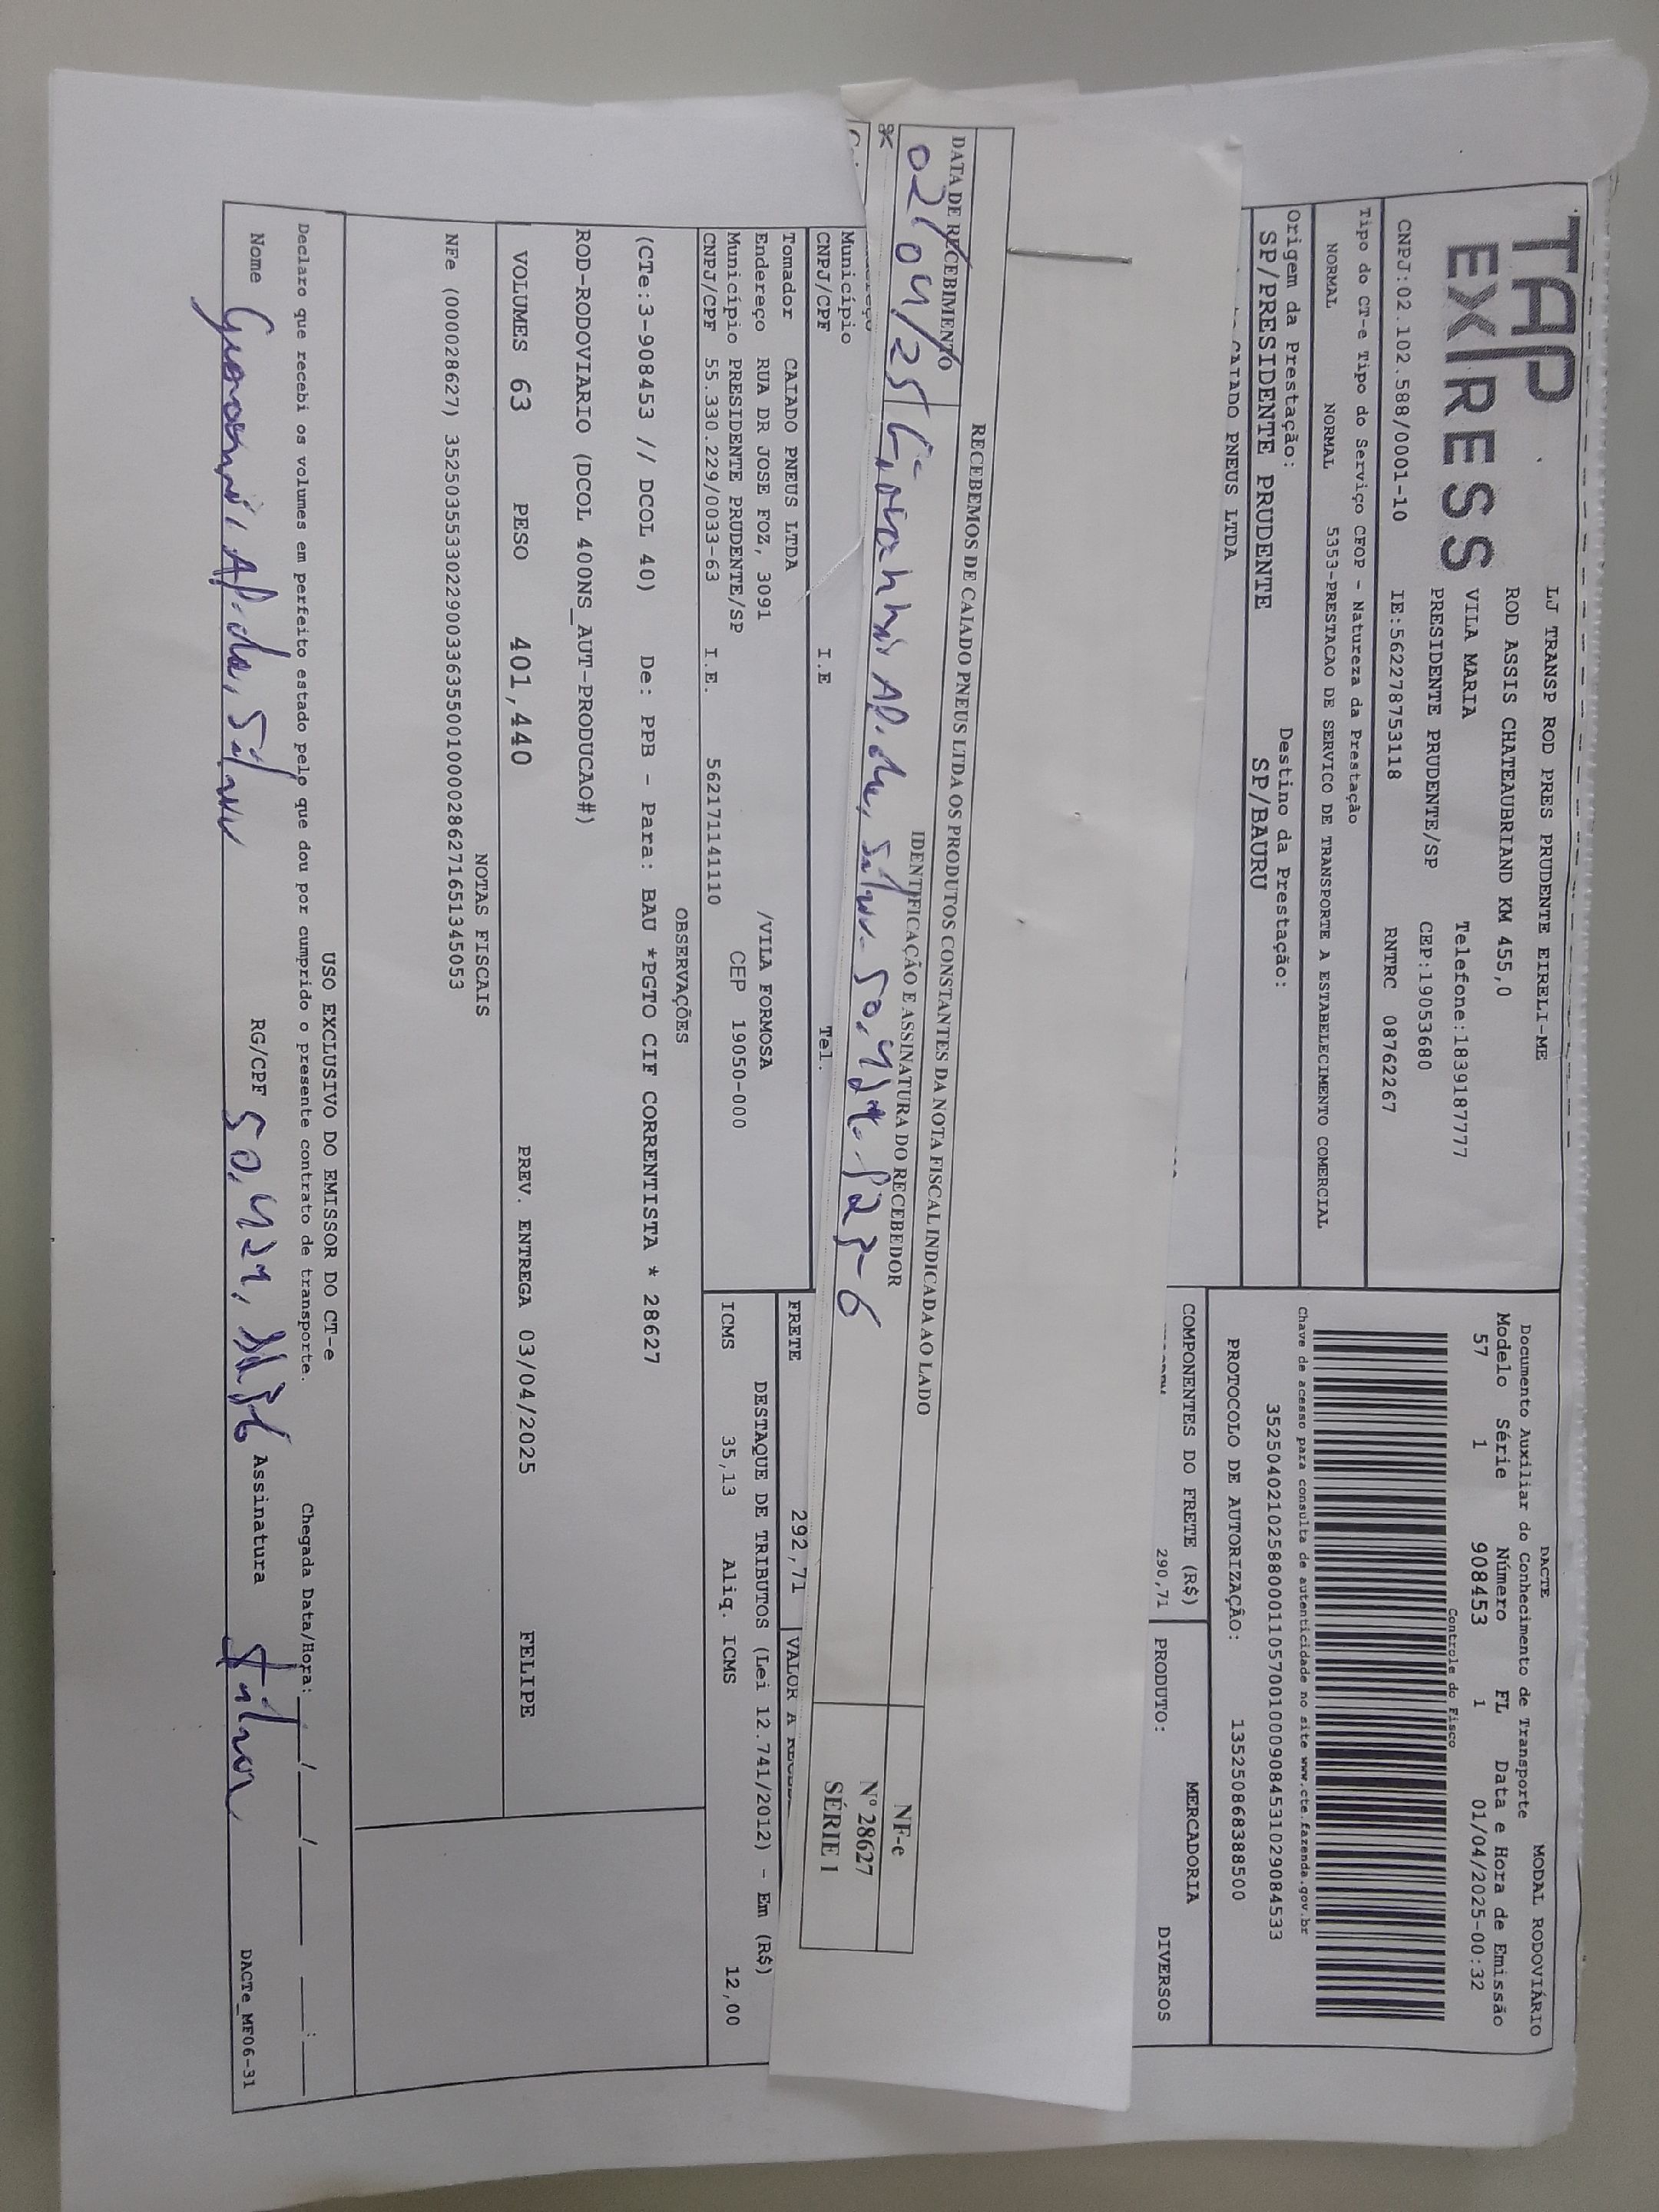 TAP
EXPRESS
LJ TRANSP ROD PRES PRUDENTE EIRELI-ME
ROD ASSIS CHATEAUBRIAND KM 455,0
VILA MARIA Telefone:1839187777
PRESIDENTE PRUDENTE/SP CEP:19053680
CNPJ:02.102.588/0001-10 IE:562278753118 RNTRC 08762267
Tipo do CT-e Tipo do Serviço CFOP - Natureza da Prestação
NORMAL NORMAL 5353-PRESTACAO DE SERVICO DE TRANSPORTE A ESTABELECIMENTO COMERCIAL
Origem da Prestação: Destino da Prestação:
SP/PRESIDENTE PRUDENTE SP/BAURU
CAIADO PNEUS LTDA
DACTE MODAL RODOVIÁRIO
Documento Auxiliar do Conhecimento de Transporte
Modelo Série Número FL Data e Hora de Emissão
57 1 908453 1 01/04/2025-00:32
Controle do Fisco
Chave de acesso para consulta de autenticidade no site www.cte.fazenda.gov.br
35250402102588000110570010009084531029084533
PROTOCOLO DE AUTORIZAÇÃO: 135250868388500
COMPONENTES DO FRETE (R$) MERCADORIA
290,71 PRODUTO: DIVERSOS
RECEBEMOS DE CAIADO PNEUS LTDA OS PRODUTOS CONSTANTES DA NOTA FISCAL INDICADA AO LADO
DATA DE RECEBIMENTO IDENTIFICAÇÃO E ASSINATURA DO RECEBEDOR
02/04/25
NF-e
Nº 28627
SÉRIE 1
Município
CNPJ/CPF I.E Tel.
Tomador CAIADO PNEUS LTDA
Endereço RUA DR JOSE FOZ, 3091 /VILA FORMOSA
Município PRESIDENTE PRUDENTE/SP CEP 19050-000
CNPJ/CPF 55.330.229/0033-63 I.E. 562171141110
FRETE 292,71 VALOR A
DESTAQUE DE TRIBUTOS (Lei 12.741/2012) - Em (R$)
ICMS 35,13 Aliq. ICMS 12,00
OBSERVAÇÕES
(CTe:3-908453 // DCOL 40) De: PPB - Para: BAU *PGTO CIF CORRENTISTA * 28627
ROD-RODOVIARIO (DCOL 400NS_AUT-PRODUCAO#)
VOLUMES 63 PESO 401,440 PREV. ENTREGA 03/04/2025 FELIPE
NOTAS FISCAIS
NFe (000028627) 35250355330229003363550010000286271651345053
USO EXCLUSIVO DO EMISSOR DO CT-e
Declaro que recebi os volumes em perfeito estado pelo que dou por cumprido o presente contrato de transporte. Chegada Data/Hora: ___/___/___ __:__
Nome RG/CPF Assinatura DACTe_MF06-31